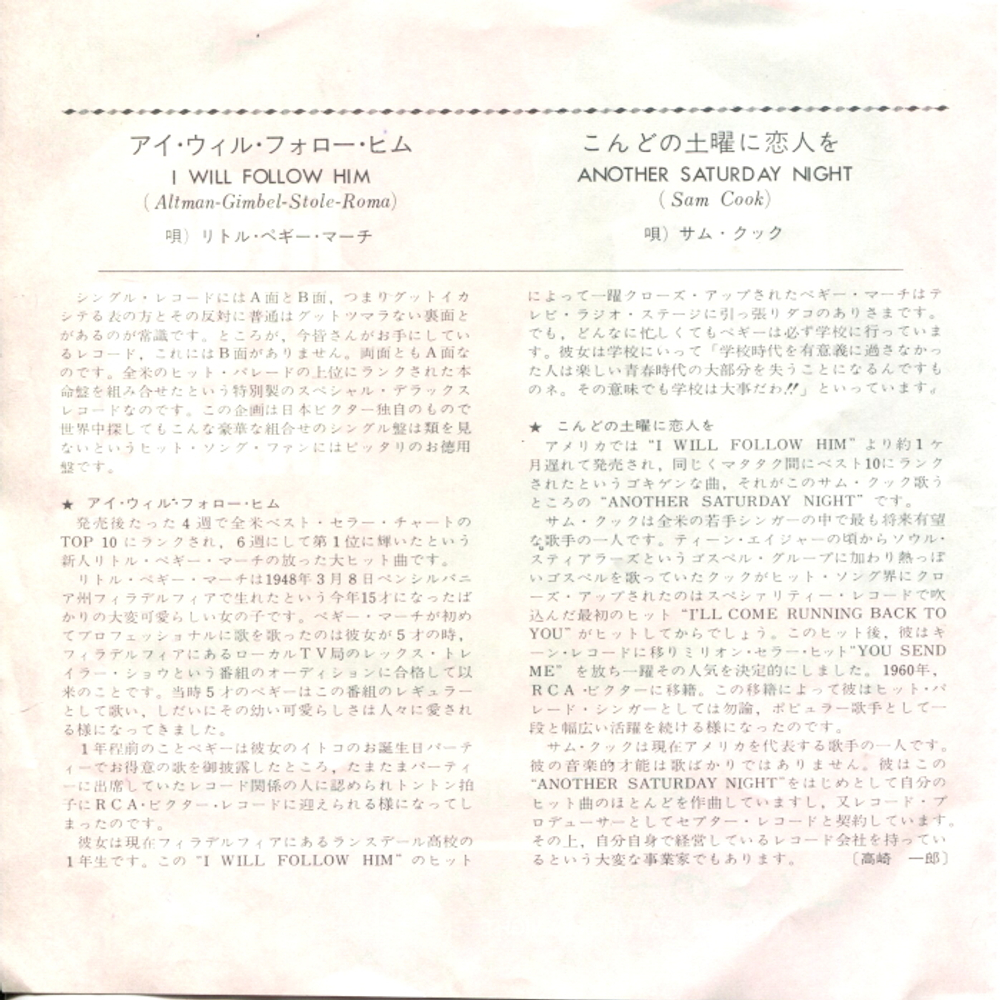 アイ・ウィル・フォロー・ヒム
I WILL FOLLOW HIM
(Altman-Gimbel-Stole-Roma)
唄）リトル・ペギー・マーチ
こんどの土曜に恋人を
ANOTHER SATURDAY NIGHT
(Sam Cook)
唄）サム・クック
シングル・レコードにはA面とB面，つまりグットイカ
シテる表の方とその反対に普通はグットツマラない裏面と
があるのが常識です。ところが，今皆さんがお手にしてい
るレコード，これにはB面がありません。両面ともA面な
のです。全米のヒット・パレードの上位にランクされた本
命盤を組み合せたという特別製のスペシャル・デラックス
レコードなのです。この企画は日本ビクター独自のもので
世界中探してもこんな豪華な組合せのシングル盤は類を見
ないというヒット・ソング・ファンにはピッタリのお徳用
盤です。
★ アイ・ウィル・フォロー・ヒム
発売後たった4週で全米ベスト・セラー・チャートの
TOP 10 にランクされ，6週にして第1位に輝いたという
新人リトル・ペギー・マーチの放った大ヒット曲です。
リトル・ペギー・マーチは1948年3月8日ペンシルバニ
ア州フィラデルフィアで生れたという今年15才になったば
かりの大変可愛らしい女の子です。ペギー・マーチが初め
てプロフェッショナルに歌を歌ったのは彼女が5才の時，
フィラデルフィアにあるローカルTV局のレックス・トレ
イラー・ショウという番組のオーディションに合格して以
来のことです。当時5才のペギーはこの番組のレギュラー
として歌い，しだいにその幼い可愛らしさは人々に愛され
る様になってきました。
1年程前のことペギーは彼女のイトコのお誕生日パーテ
ィーでお得意の歌を御披露したところ，たまたまパーティ
ーに出席していたレコード関係の人に認められトントン拍
子にRCA・ビクター・レコードに迎えられる様になってし
まったのです。
彼女は現在フィラデルフィアにあるランスデール高校の
1年生です。この “I WILL FOLLOW HIM” のヒット
によって一躍クローズ・アップされたペギー・マーチはテ
レビ・ラジオ・ステージに引っ張りダコのありさまです。
でも，どんなに忙しくてもペギーは必ず学校に行っていま
す。彼女は学校にいって「学校時代を有意義に過さなかっ
た人は楽しい青春時代の大部分を失うことになるんですも
のネ。その意味でも学校は大事だわ!!」といっています。
★ こんどの土曜に恋人を
アメリカでは “I WILL FOLLOW HIM” より約1ケ
月遅れて発売され，同じくマタタク間にベスト10にランク
されたというゴキゲンな曲，それがこのサム・クック歌う
ところの “ANOTHER SATURDAY NIGHT” です。
サム・クックは全米の若手シンガーの中で最も将来有望
な歌手の一人です。ティーン・エイジャーの頃からソウル・
スティアラーズというゴスペル・グループに加わり熱っぽ
いゴスペルを歌っていたクックがヒット・ソング界にクロ
ーズ・アップされたのはスペシァリティー・レコードで吹
込んだ最初のヒット “I'LL COME RUNNING BACK TO
YOU” がヒットしてからでしょう。このヒット後，彼はキ
ーン・レコードに移りミリオン・セラー・ヒット“YOU SEND
ME” を放ち一躍その人気を決定的にしました。1960年，
RCA・ビクターに移籍。この移籍によって彼はヒット・パ
レード・シンガーとしては勿論，ポピュラー歌手として一
段と幅広い活躍を続ける様になったのです。
サム・クックは現在アメリカを代表する歌手の一人です。
彼の音楽的才能は歌ばかりではありません。彼はこの
“ANOTHER SATURDAY NIGHT”をはじめとして自分の
ヒット曲のほとんどを作曲していますし，又レコード・プ
ロデューサーとしてセプター・レコードと契約しています。
その上，自分自身で経営しているレコード会社を持ってい
るという大変な事業家でもあります。 〔高崎 一郎〕